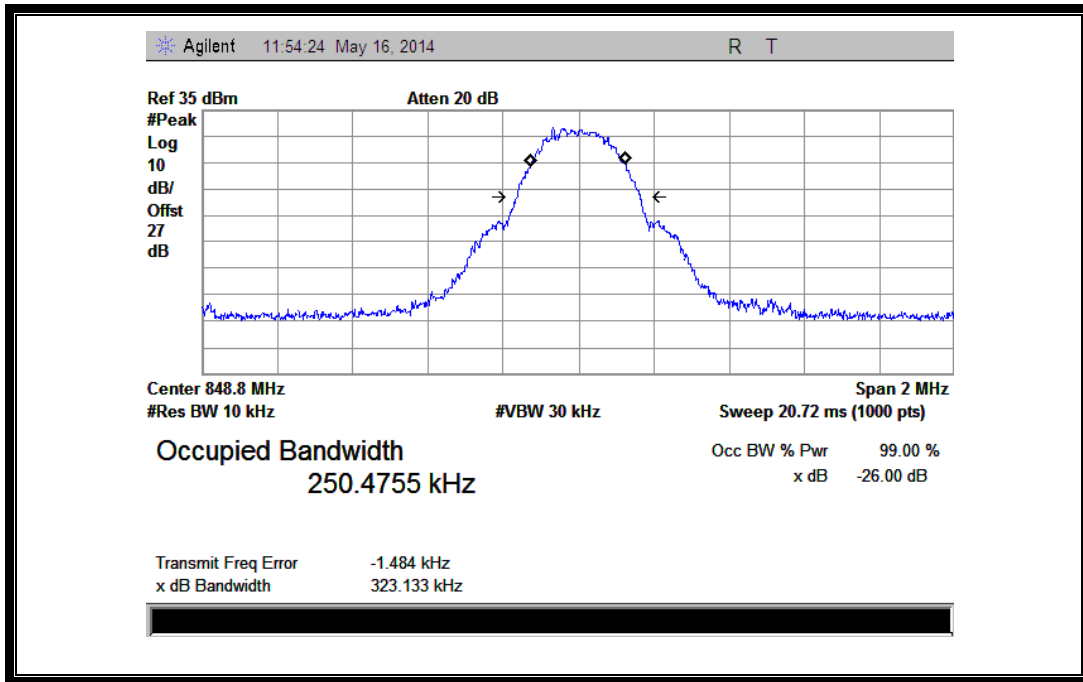 Agilent 11:54:24 May 16, 2014 R T
Ref 35 dBm Atten 20 dB
#Peak
Log
10
dB/
Offst
27
dB
Center 848.8 MHz Span 2 MHz
#Res BW 10 kHz #VBW 30 kHz Sweep 20.72 ms (1000 pts)
Occupied Bandwidth Occ BW % Pwr 99.00 %
250.4755 kHz x dB -26.00 dB
Transmit Freq Error -1.484 kHz
x dB Bandwidth 323.133 kHz